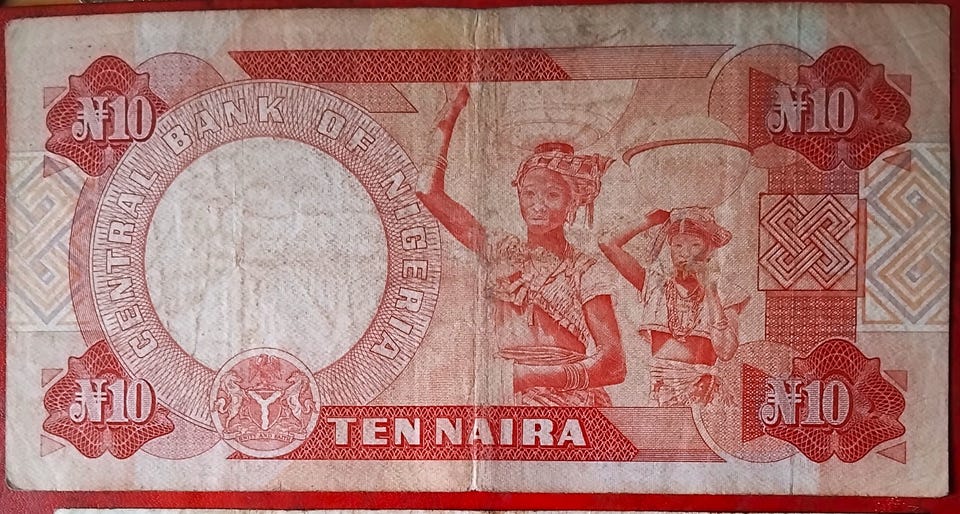 ₦10
₦10
CENTRAL BANK OF NIGERIA
₦10
₦10
TEN NAIRA